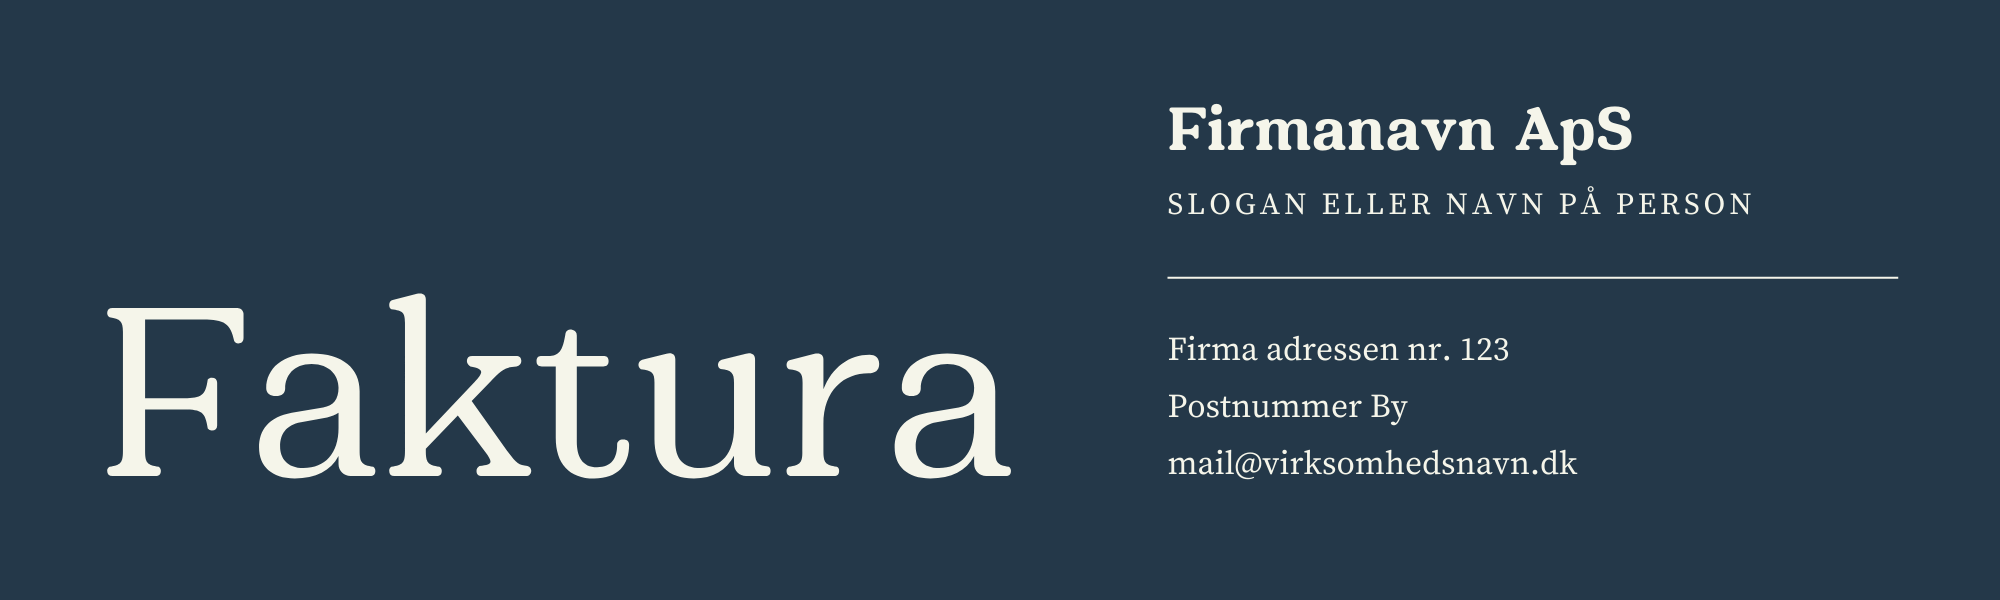 Faktura
Firmanavn ApS
SLOGAN ELLER NAVN PÅ PERSON
Firma adressen nr. 123
Postnummer By
mail@virksomhedsnavn.dk